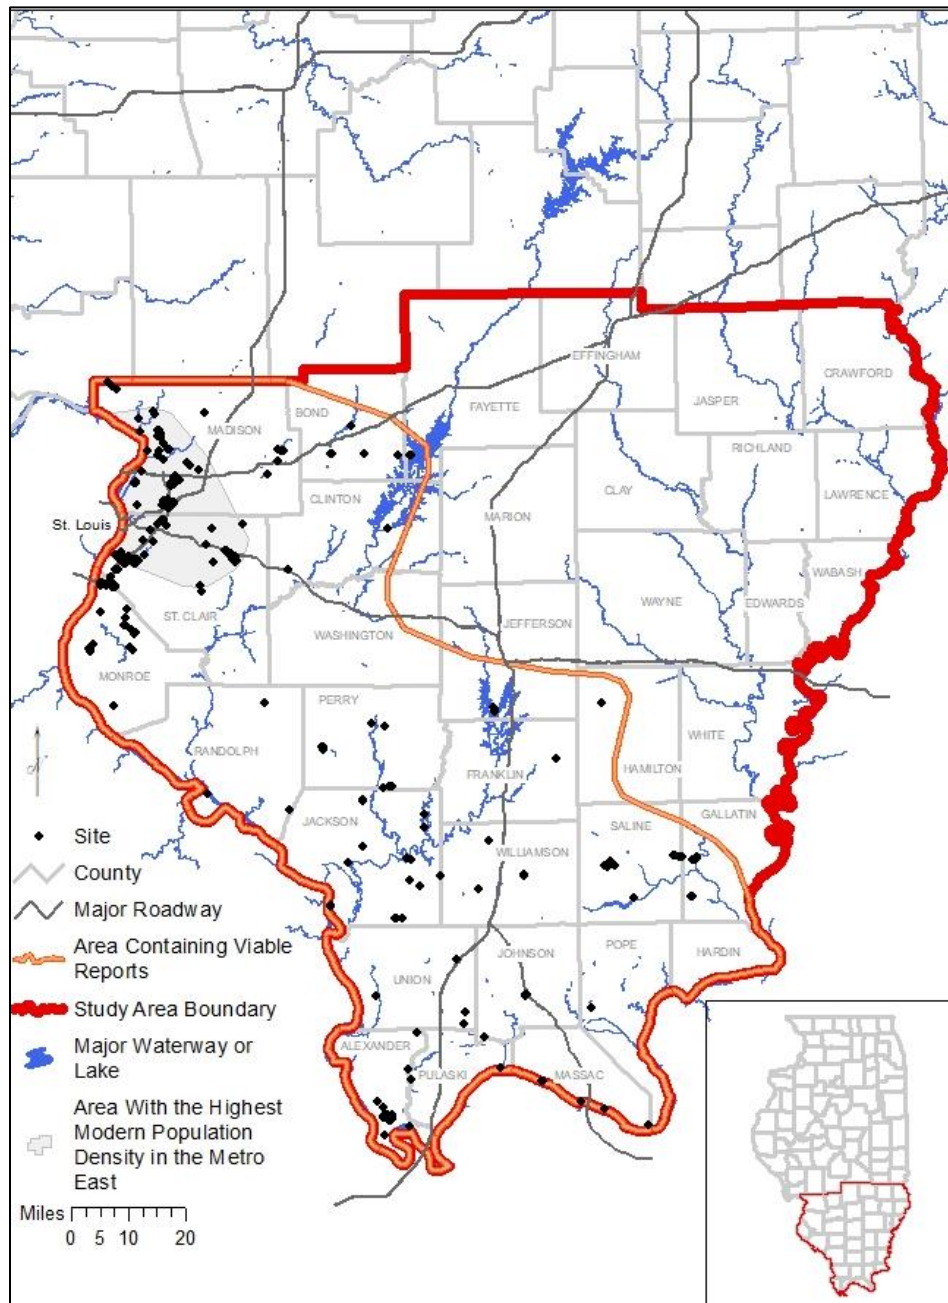 EFFINGHAM
CRAWFORD
FAYETTE
JASPER
BOND
MADISON
RICHLAND
CLINTON
CLAY
LAWRENCE
MARION
St. Louis
WABASH
WAYNE
EDWARDS
ST. CLAIR
JEFFERSON
WASHINGTON
MONROE
PERRY
WHITE
RANDOLPH
HAMILTON
FRANKLIN
GALLATIN
JACKSON
SALINE
WILLIAMSON
POPE
JOHNSON
HARDIN
UNION
ALEXANDER
PULASKI
MASSAC
Site
County
Major Roadway
Area Containing Viable
Reports
Study Area Boundary
Major Waterway or
Lake
Area With the Highest
Modern Population
Density in the Metro
East
Miles
0 5 10 20